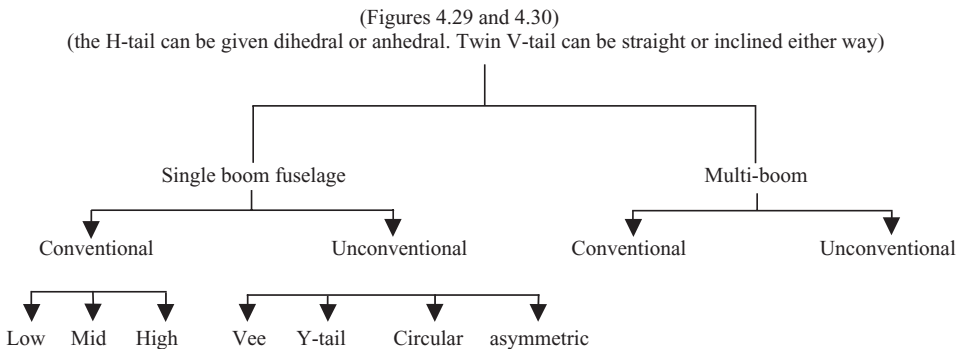 (Figures 4.29 and 4.30)
(the H-tail can be given dihedral or anhedral. Twin V-tail can be straight or inclined either way)
Single boom fuselage Multi-boom
Conventional Unconventional Conventional Unconventional
Low Mid High Vee Y-tail Circular asymmetric